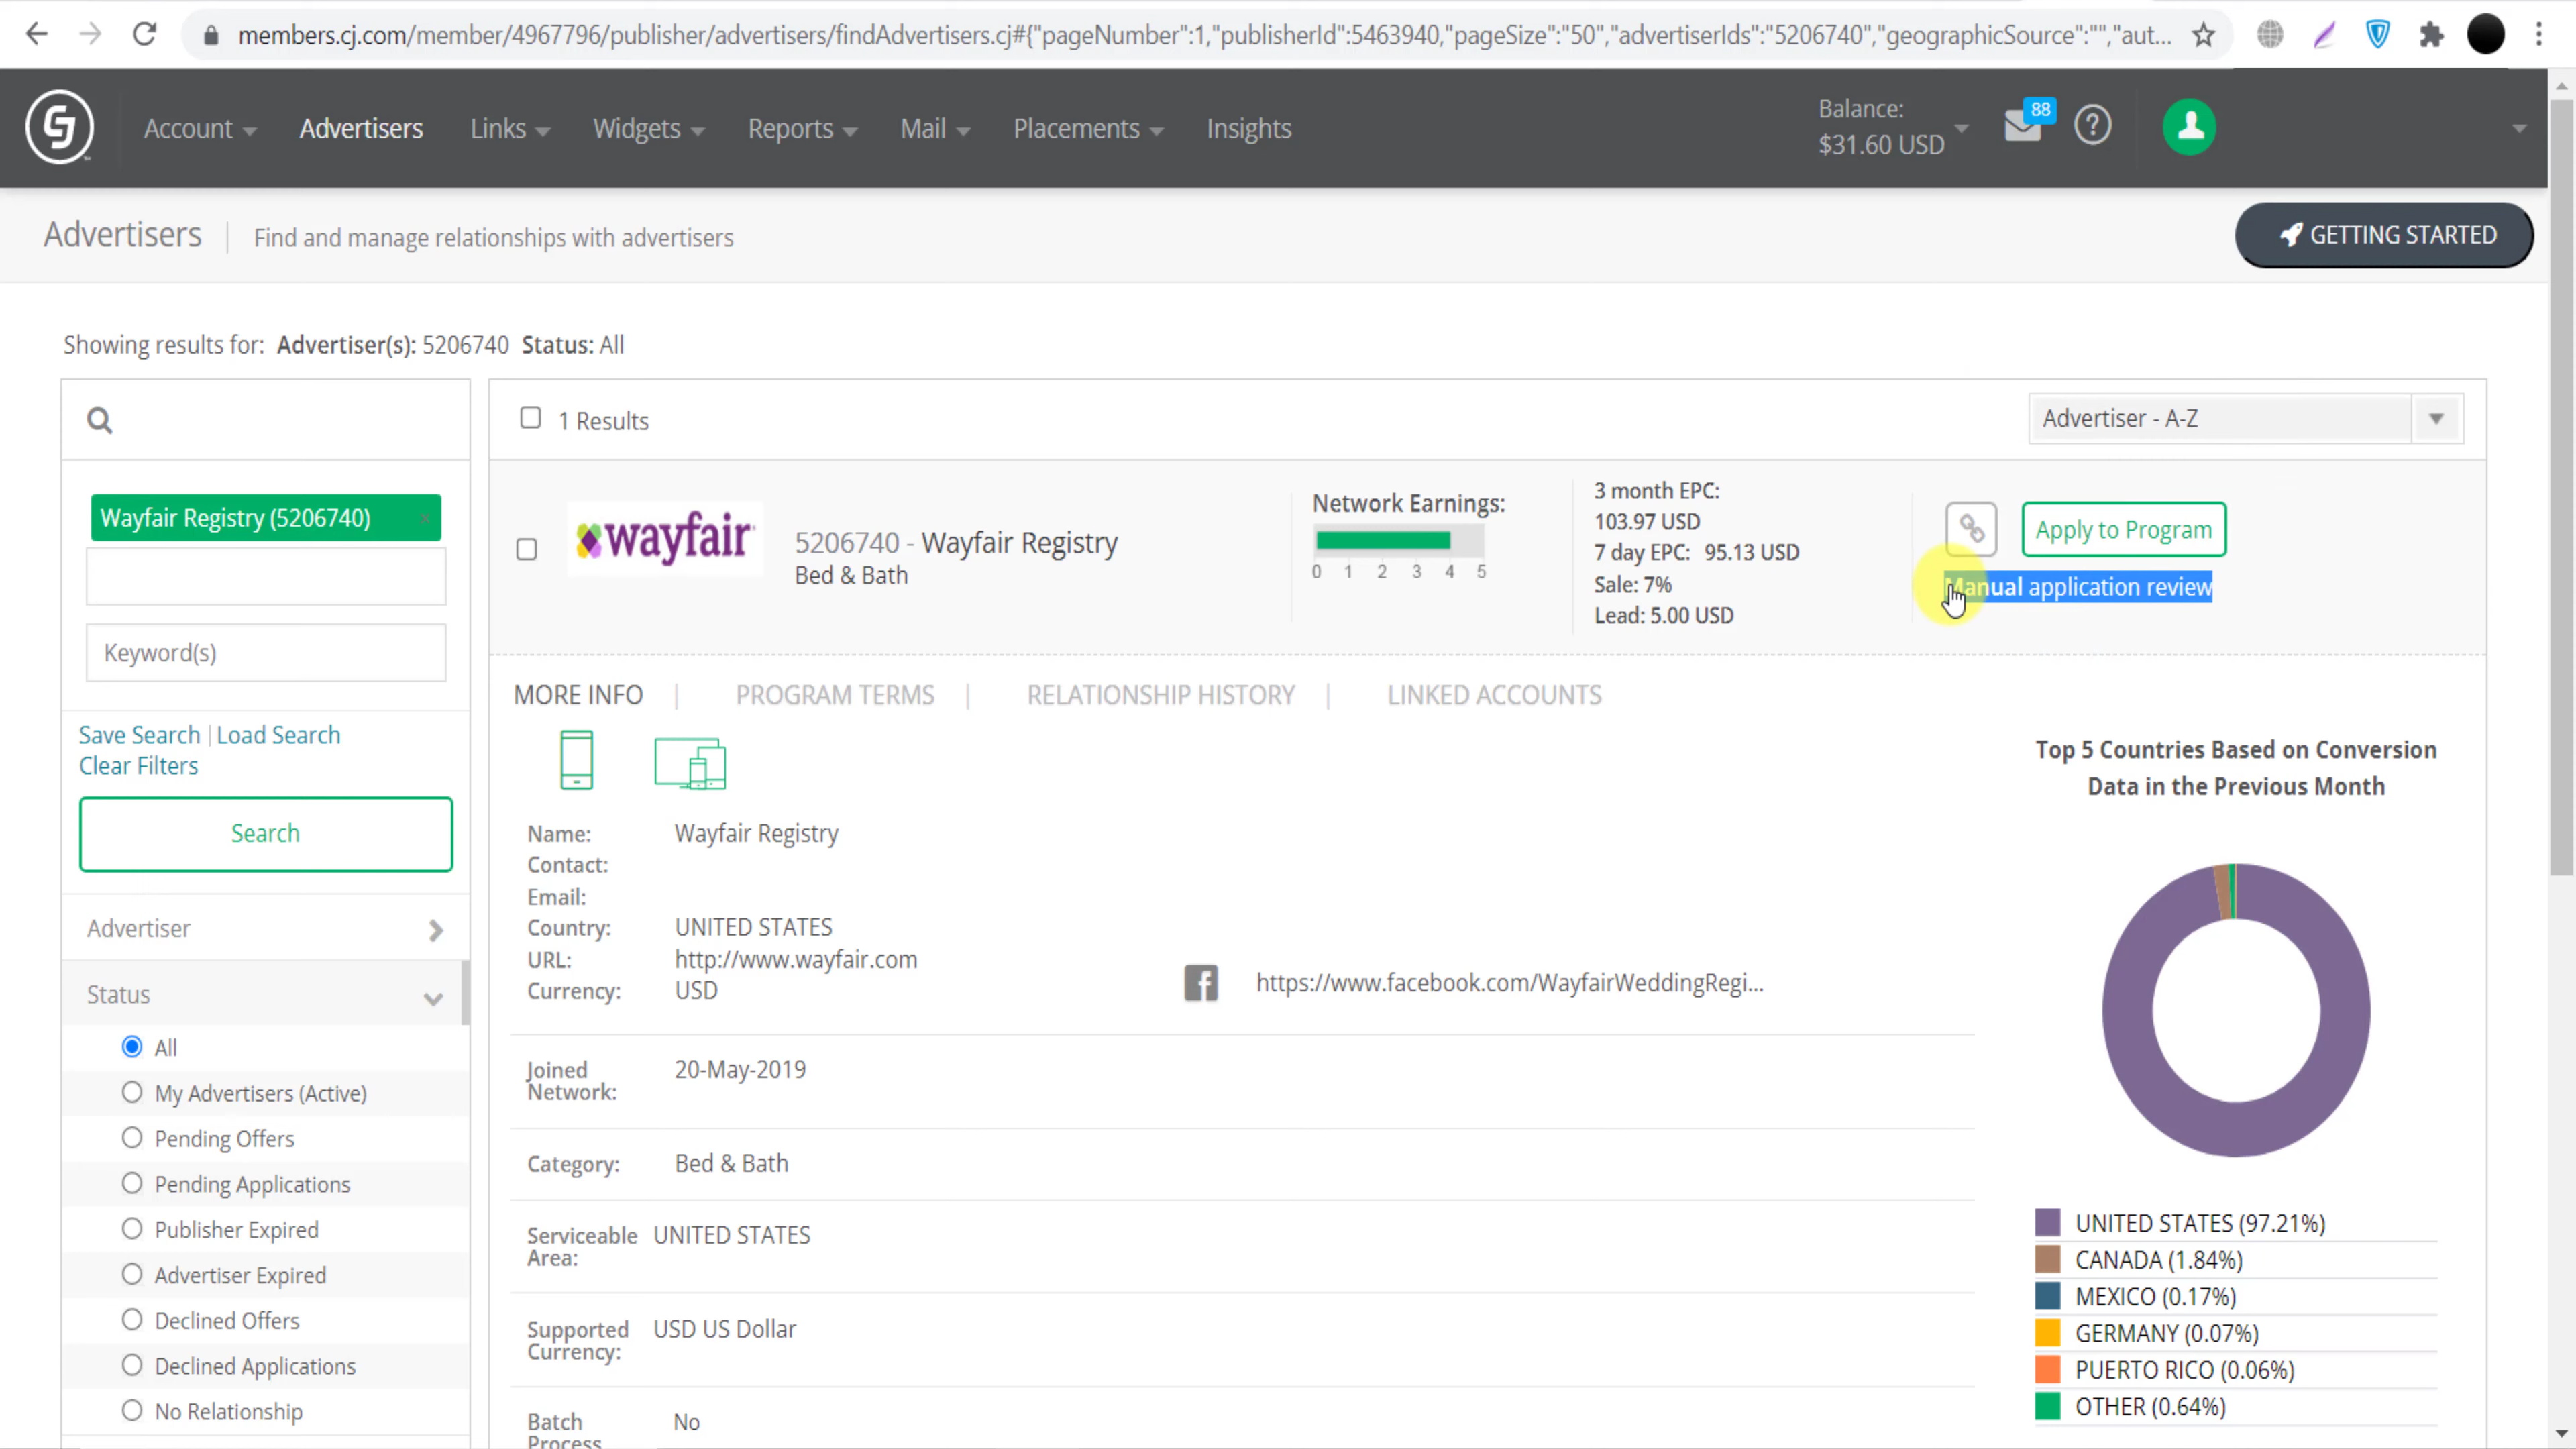 members.cj.com/member/4967796/publisher/advertisers/findAdvertisers.cj#{"pageNumber":1,"publisherId":5463940,"pageSize":"50","advertiserIds":"5206740","geographicSource":"","aut...
Account Advertisers Links Widgets Reports Mail Placements Insights
Balance:
$31.60 USD
88
Advertisers | Find and manage relationships with advertisers
GETTING STARTED
Showing results for: Advertiser(s): 5206740 Status: All
1 Results
Advertiser - A-Z
Wayfair Registry (5206740)
Keyword(s)
Save Search | Load Search
Clear Filters
Search
Advertiser
Status
All
My Advertisers (Active)
Pending Offers
Pending Applications
Publisher Expired
Advertiser Expired
Declined Offers
Declined Applications
No Relationship
wayfair
5206740 - Wayfair Registry
Bed & Bath
Network Earnings:
0 1 2 3 4 5
3 month EPC:
103.97 USD
7 day EPC: 95.13 USD
Sale: 7%
Lead: 5.00 USD
Apply to Program
Manual application review
MORE INFO | PROGRAM TERMS | RELATIONSHIP HISTORY | LINKED ACCOUNTS
Name: Wayfair Registry
Contact:
Email:
Country: UNITED STATES
URL: http://www.wayfair.com
Currency: USD
https://www.facebook.com/WayfairWeddingRegi...
Joined
Network: 20-May-2019
Category: Bed & Bath
Serviceable
Area: UNITED STATES
Supported
Currency: USD US Dollar
Batch
Process No
Top 5 Countries Based on Conversion
Data in the Previous Month
UNITED STATES (97.21%)
CANADA (1.84%)
MEXICO (0.17%)
GERMANY (0.07%)
PUERTO RICO (0.06%)
OTHER (0.64%)